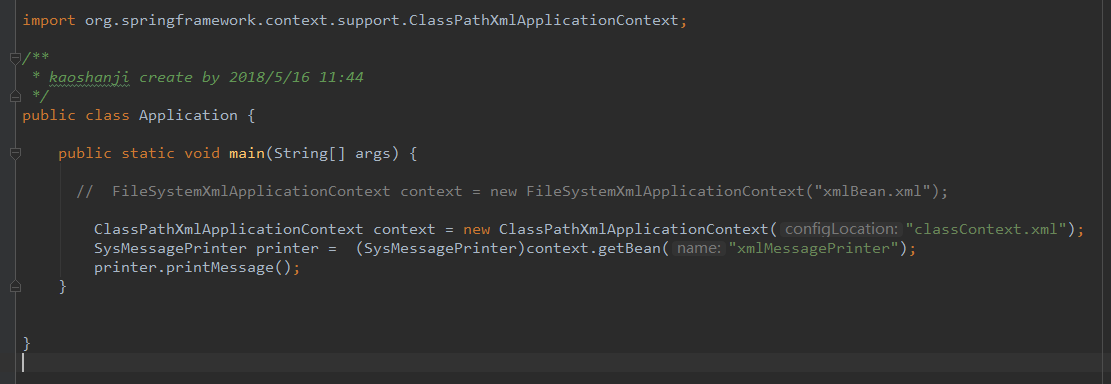 import org.springframework.context.support.ClassPathXmlApplicationContext;
/**
* kaoshanji create by 2018/5/16 11:44
*/
public class Application {
public static void main(String[] args) {
// FileSystemXmlApplicationContext context = new FileSystemXmlApplicationContext("xmlBean.xml");
ClassPathXmlApplicationContext context = new ClassPathXmlApplicationContext( configLocation: "classContext.xml");
SysMessagePrinter printer = (SysMessagePrinter)context.getBean( name: "xmlMessagePrinter");
printer.printMessage();
}
}